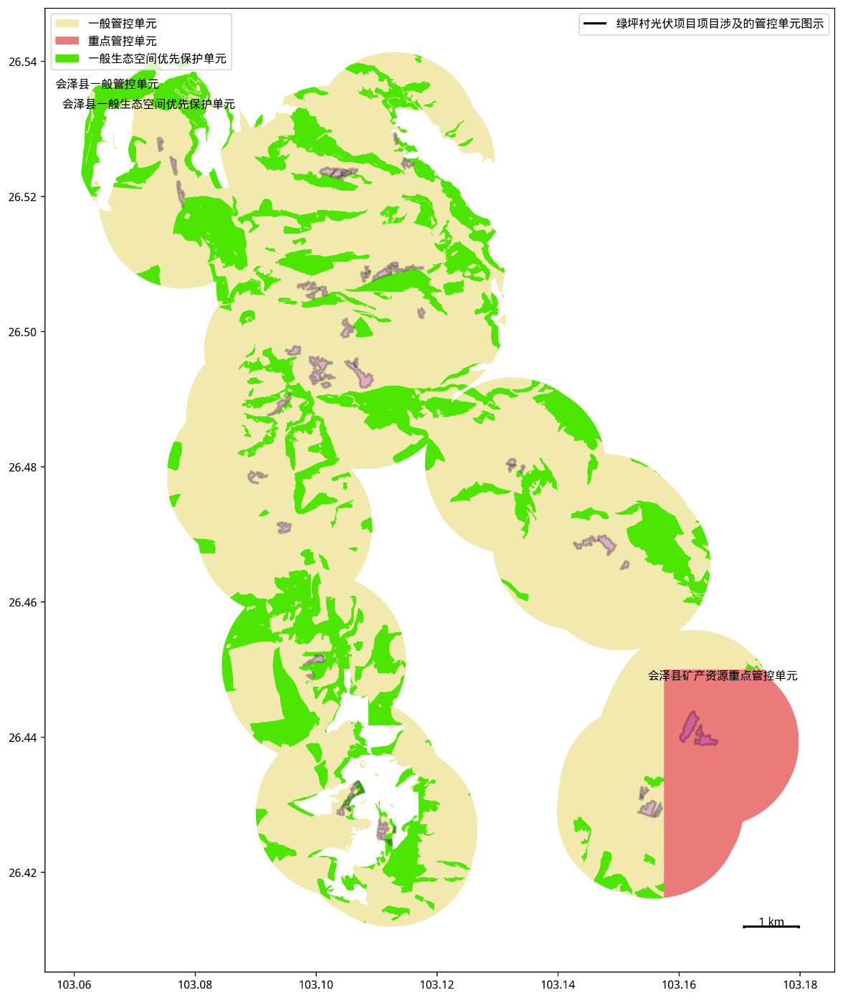 一般管控单元
重点管控单元
一般生态空间优先保护单元
绿坪村光伏项目项目涉及的管控单元图示
会泽县一般管控单元
会泽县一般生态空间优先保护单元
会泽县矿产资源重点管控单元
26.54
26.52
26.50
26.48
26.46
26.44
26.42
1 km
103.06 103.08 103.10 103.12 103.14 103.16 103.18